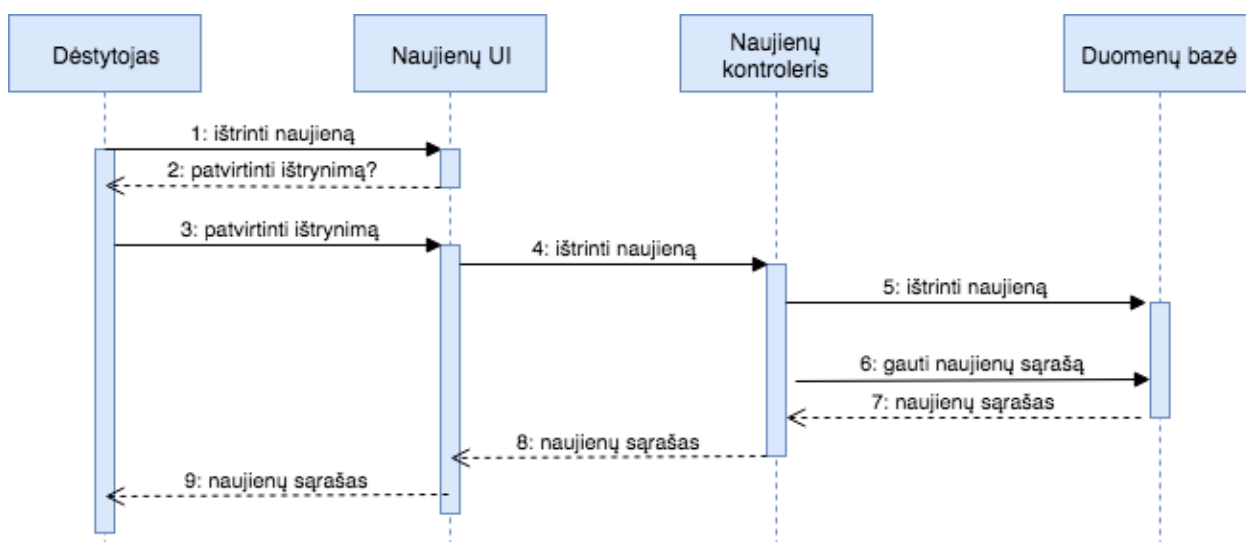 Dėstytojas
Naujienų UI
Naujienų
kontroleris
Duomenų bazė
1: ištrinti naujieną
2: patvirtinti ištrynimą?
3: patvirtinti ištrynimą
4: ištrinti naujieną
5: ištrinti naujieną
6: gauti naujienų sąrašą
7: naujienų sąrašas
8: naujienų sąrašas
9: naujienų sąrašas